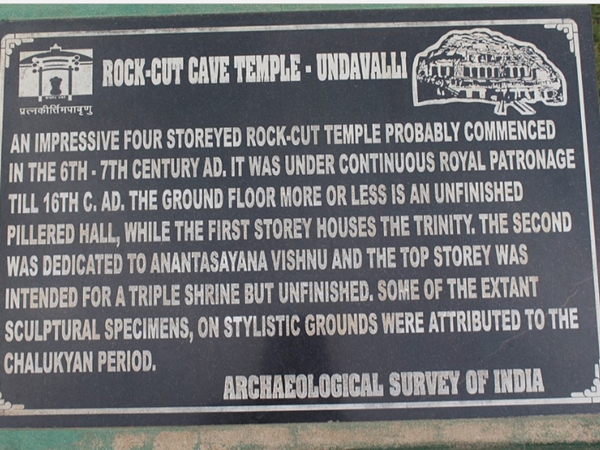 ROCK-CUT CAVE TEMPLE - UNDAVALLI
प्रत्नकीर्तिमपावृणु
AN IMPRESSIVE FOUR STOREYED ROCK-CUT TEMPLE PROBABLY COMMENCED
IN THE 6TH - 7TH CENTURY AD. IT WAS UNDER CONTINUOUS ROYAL PATRONAGE
TILL 16TH C. AD. THE GROUND FLOOR MORE OR LESS IS AN UNFINISHED
PILLERED HALL, WHILE THE FIRST STOREY HOUSES THE TRINITY. THE SECOND
WAS DEDICATED TO ANANTASAYANA VISHNU AND THE TOP STOREY WAS
INTENDED FOR A TRIPLE SHRINE BUT UNFINISHED. SOME OF THE EXTANT
SCULPTURAL SPECIMENS, ON STYLISTIC GROUNDS WERE ATTRIBUTED TO THE
CHALUKYAN PERIOD.
ARCHAEOLOGICAL SURVEY OF INDIA